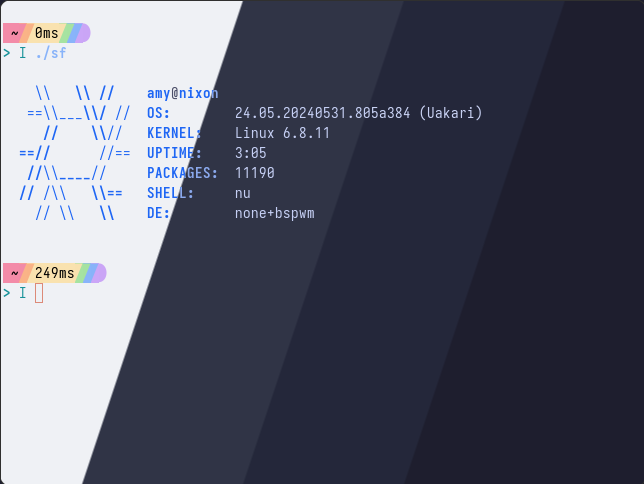 ~ 0ms
> I ./sf
  \\   \\ //    amy@nixon
 ==\\___\\/ //  OS:        24.05.20240531.805a384 (Uakari)
   //    \\//   KERNEL:    Linux 6.8.11
==//      //==  UPTIME:    3:05
 //\\____//     PACKAGES:  11190
// /\\   \\==   SHELL:     nu
  // \\   \\    DE:        none+bspwm
~ 249ms
> I